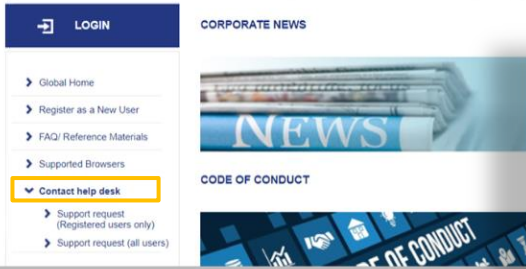 LOGIN
Global Home
Register as a New User
FAQ/ Reference Materials
Supported Browsers
Contact help desk
Support request
(Registered users only)
Support request (all users)
CORPORATE NEWS
NEWS
CODE OF CONDUCT
DE OF CONDUCT